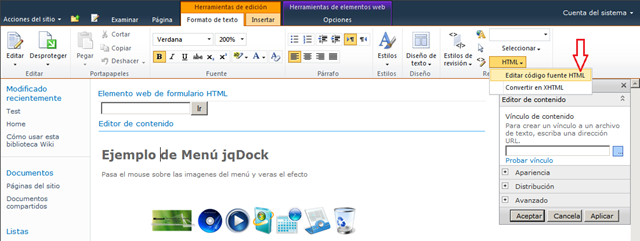 Herramientas de edición
Herramientas de elementos web
Cuenta del sistema
Acciones del sitio
Examinar
Página
Formato de texto
Insertar
Opciones
Editar
Pegar
Cortar
Copiar
Deshacer
Verdana
200%
Estilos
Diseño de texto
Estilos de revisión
Seleccionar
HTML
Editar
Portapapeles
Fuente
Párrafo
Estilos
Diseño
Editar código fuente HTML
Convertir en XHTML
Modificado recientemente
Test
Home
Cómo usar esta biblioteca Wiki
Documentos
Páginas del sitio
Documentos compartidos
Listas
Elemento web de formulario HTML
Ir
Editor de contenido
Ejemplo de Menú jqDock
Pasa el mouse sobre las imagenes del menú y veras el efecto
Editor de contenido
Vínculo de contenido
Para crear un vínculo a un archivo de texto, escriba una dirección URL.
Probar vínculo
Apariencia
Distribución
Avanzado
Aceptar
Cancela
Aplicar